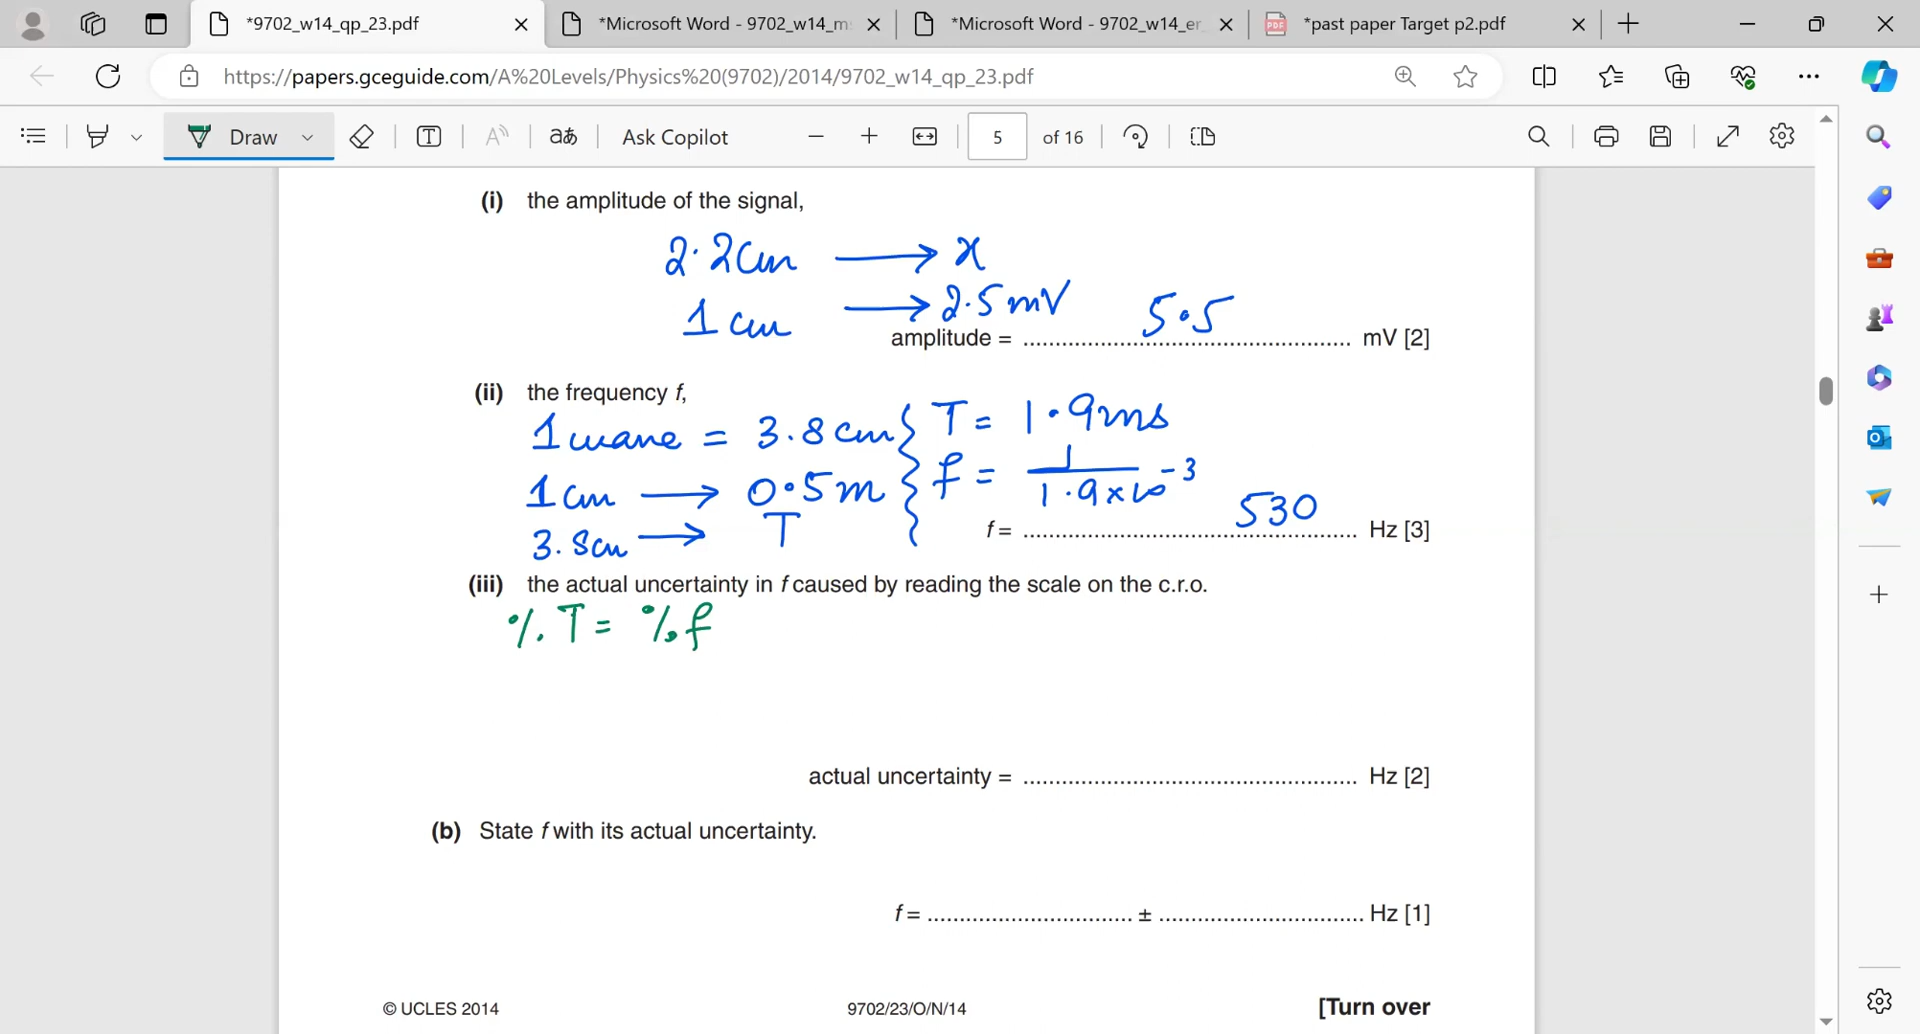 *9702_w14_qp_23.pdf
*Microsoft Word - 9702_w14_m
*Microsoft Word - 9702_w14_er
*past paper Target p2.pdf
https://papers.gceguide.com/A%20Levels/Physics%20(9702)/2014/9702_w14_qp_23.pdf
Draw
Ask Copilot
5 of 16
(i) the amplitude of the signal,
2.2cm → x
1 cm → 2.5 mV
5.5
amplitude = .................................................. mV [2]
(ii) the frequency f,
1 wane = 3.8 cm } T = 1.9ms
1 cm → 0.5m } f = 1/1.9×10⁻³
3.8cm → T
530
f = .................................................. Hz [3]
(iii) the actual uncertainty in f caused by reading the scale on the c.r.o.
%T = %f
actual uncertainty = .................................................. Hz [2]
(b) State f with its actual uncertainty.
f = ............................... ± ............................... Hz [1]
© UCLES 2014
9702/23/O/N/14
[Turn over